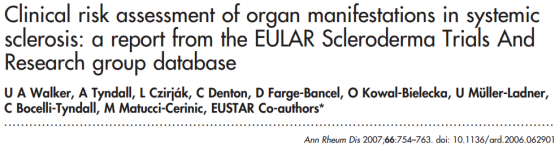 Clinical risk assessment of organ manifestations in systemic
sclerosis: a report from the EULAR Scleroderma Trials And
Research group database
U A Walker, A Tyndall, L Czirják, C Denton, D Farge-Bancel, O Kowal-Bielecka, U Müller-Ladner,
C Bocelli-Tyndall, M Matucci-Cerinic, EUSTAR Co-authors*
Ann Rheum Dis 2007;66:754–763. doi: 10.1136/ard.2006.062901